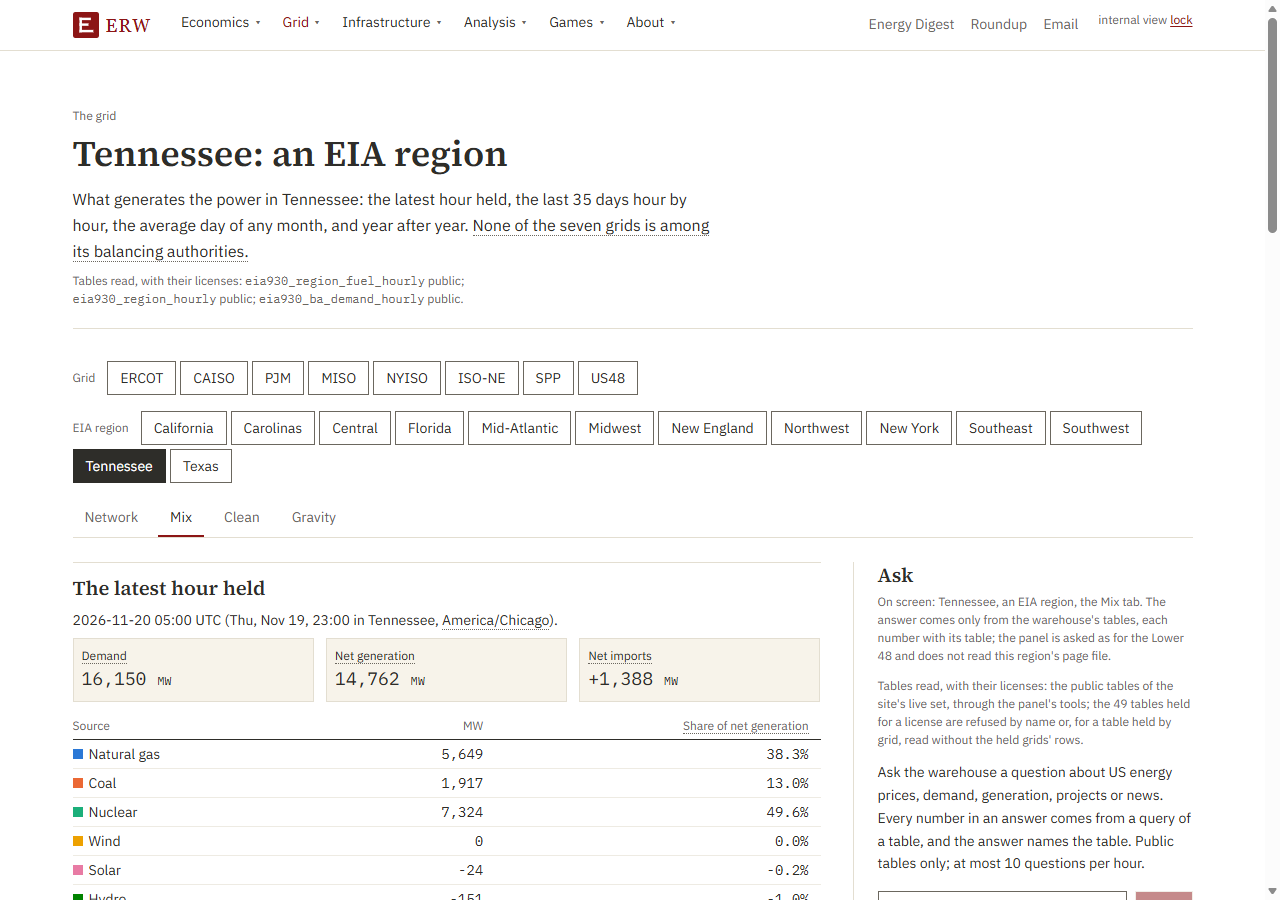 E ERW Economics Grid Infrastructure Analysis Games About Energy Digest Roundup Email internal view lock
The grid
Tennessee: an EIA region
What generates the power in Tennessee: the latest hour held, the last 35 days hour by
hour, the average day of any month, and year after year. None of the seven grids is among
its balancing authorities.
Tables read, with their licenses: eia930_region_fuel_hourly public;
eia930_region_hourly public; eia930_ba_demand_hourly public.
Grid ERCOT CAISO PJM MISO NYISO ISO-NE SPP US48
EIA region California Carolinas Central Florida Mid-Atlantic Midwest New England Northwest New York Southeast Southwest
Tennessee Texas
Network Mix Clean Gravity
The latest hour held
2026-11-20 05:00 UTC (Thu, Nov 19, 23:00 in Tennessee, America/Chicago).
Demand Net generation Net imports
16,150 MW 14,762 MW +1,388 MW
Source MW Share of net generation
Natural gas 5,649 38.3%
Coal 1,917 13.0%
Nuclear 7,324 49.6%
Wind 0 0.0%
Solar -24 -0.2%
Hydro -151 -1.0%
Ask
On screen: Tennessee, an EIA region, the Mix tab. The
answer comes only from the warehouse's tables, each
number with its table; the panel is asked as for the Lower
48 and does not read this region's page file.
Tables read, with their licenses: the public tables of the
site's live set, through the panel's tools; the 49 tables held
for a license are refused by name or, for a table held by
grid, read without the held grids' rows.
Ask the warehouse a question about US energy
prices, demand, generation, projects or news.
Every number in an answer comes from a query of
a table, and the answer names the table. Public
tables only; at most 10 questions per hour.